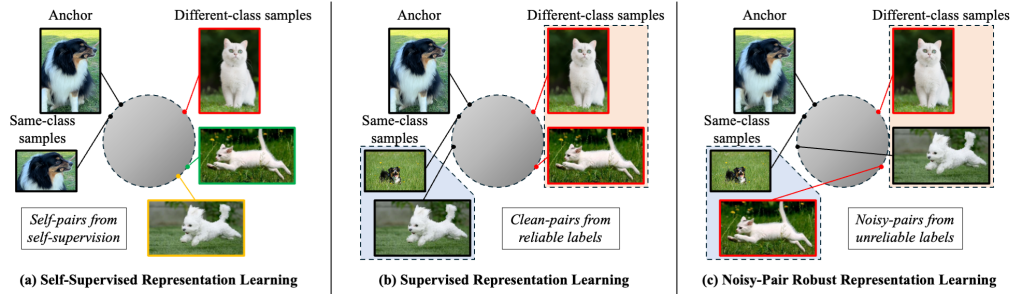 Anchor
Different-class samples
Same-class
samples
Self-pairs from
self-supervision
(a) Self-Supervised Representation Learning
Anchor
Different-class samples
Same-class
samples
Clean-pairs from
reliable labels
(b) Supervised Representation Learning
Anchor
Different-class samples
Same-class
samples
Noisy-pairs from
unreliable labels
(c) Noisy-Pair Robust Representation Learning